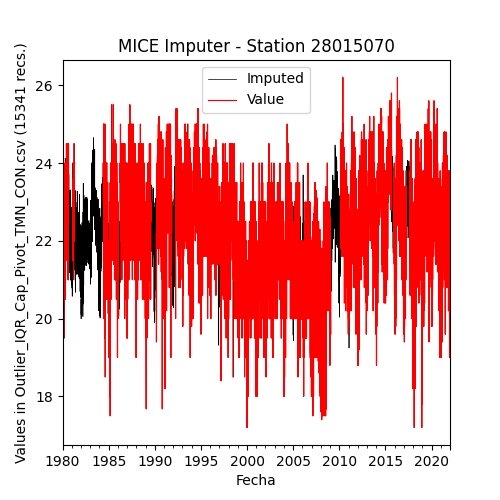 MICE Imputer - Station 28015070
Imputed
Value
Values in Outlier_IQR_Cap_Pivot_TMN_CON.csv (15341 recs.)
26
24
22
20
18
1980 1985 1990 1995 2000 2005 2010 2015 2020
Fecha